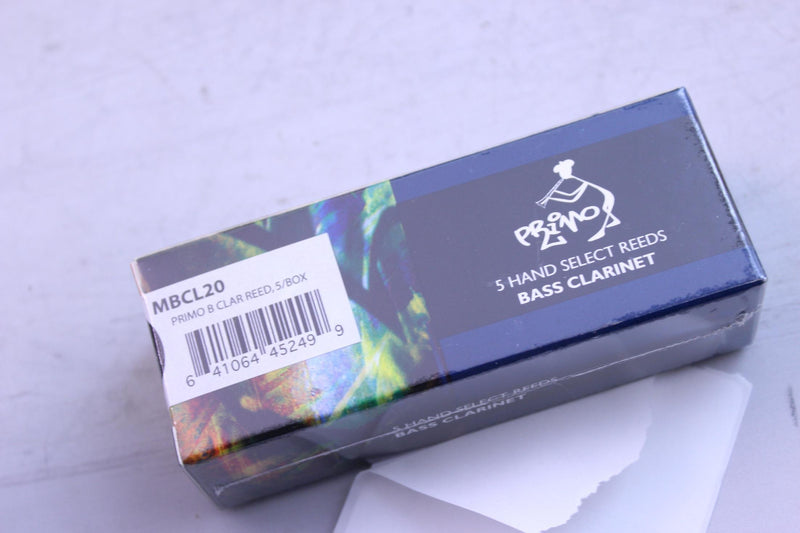 PRIMO
5 HAND SELECT REEDS
BASS CLARINET
MBCL20
PRIMO B CLAR REED, 5/BOX
6 41064 45249 9
5 HAND SELECT REEDS
BASS CLARINET